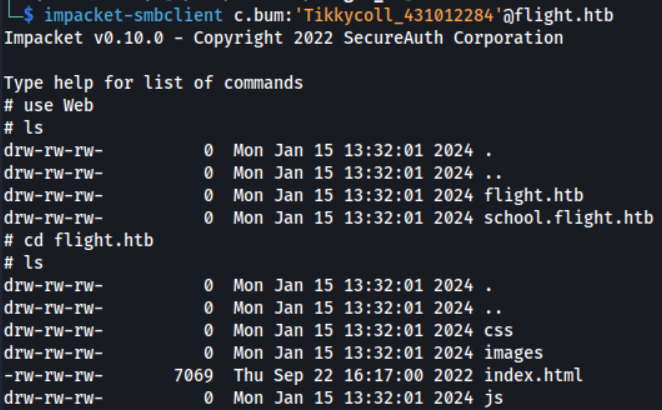 └─$ impacket-smbclient c.bum:'Tikkycoll_431012284'@flight.htb
Impacket v0.10.0 - Copyright 2022 SecureAuth Corporation
Type help for list of commands
# use Web
# ls
drw-rw-rw-          0  Mon Jan 15 13:32:01 2024 .
drw-rw-rw-          0  Mon Jan 15 13:32:01 2024 ..
drw-rw-rw-          0  Mon Jan 15 13:32:01 2024 flight.htb
drw-rw-rw-          0  Mon Jan 15 13:32:01 2024 school.flight.htb
# cd flight.htb
# ls
drw-rw-rw-          0  Mon Jan 15 13:32:01 2024 .
drw-rw-rw-          0  Mon Jan 15 13:32:01 2024 ..
drw-rw-rw-          0  Mon Jan 15 13:32:01 2024 css
drw-rw-rw-          0  Mon Jan 15 13:32:01 2024 images
-rw-rw-rw-       7069  Thu Sep 22 16:17:00 2022 index.html
drw-rw-rw-          0  Mon Jan 15 13:32:01 2024 js